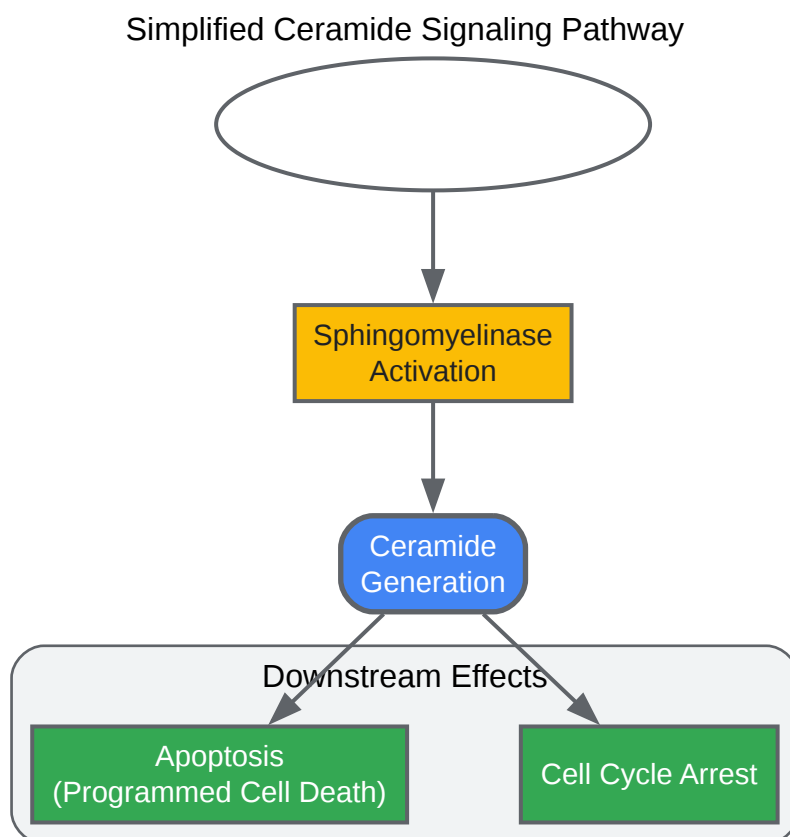 Simplified Ceramide Signaling Pathway
Sphingomyelinase
Activation
Ceramide
Generation
Downstream Effects
Apoptosis
(Programmed Cell Death)
Cell Cycle Arrest